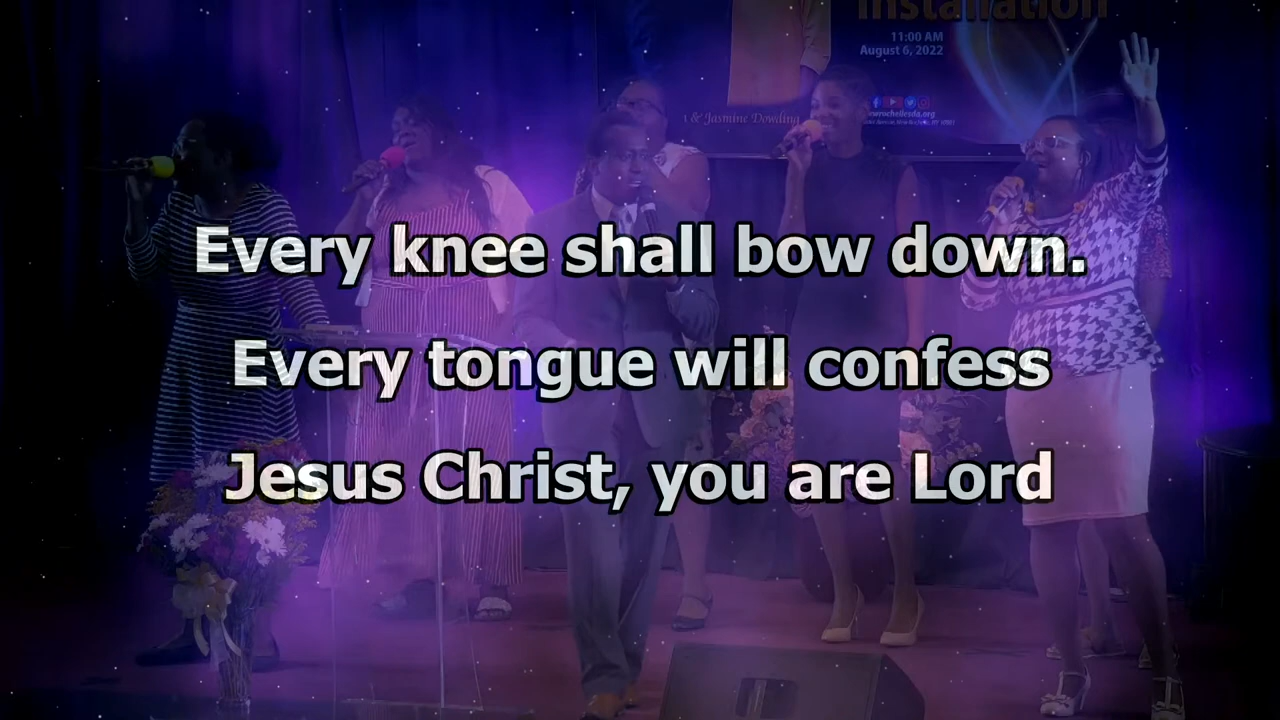 Installation
11:00 AM
August 6, 2022
& Jasmine Dowding
Every knee shall bow down.
Every tongue will confess
Jesus Christ, you are Lord